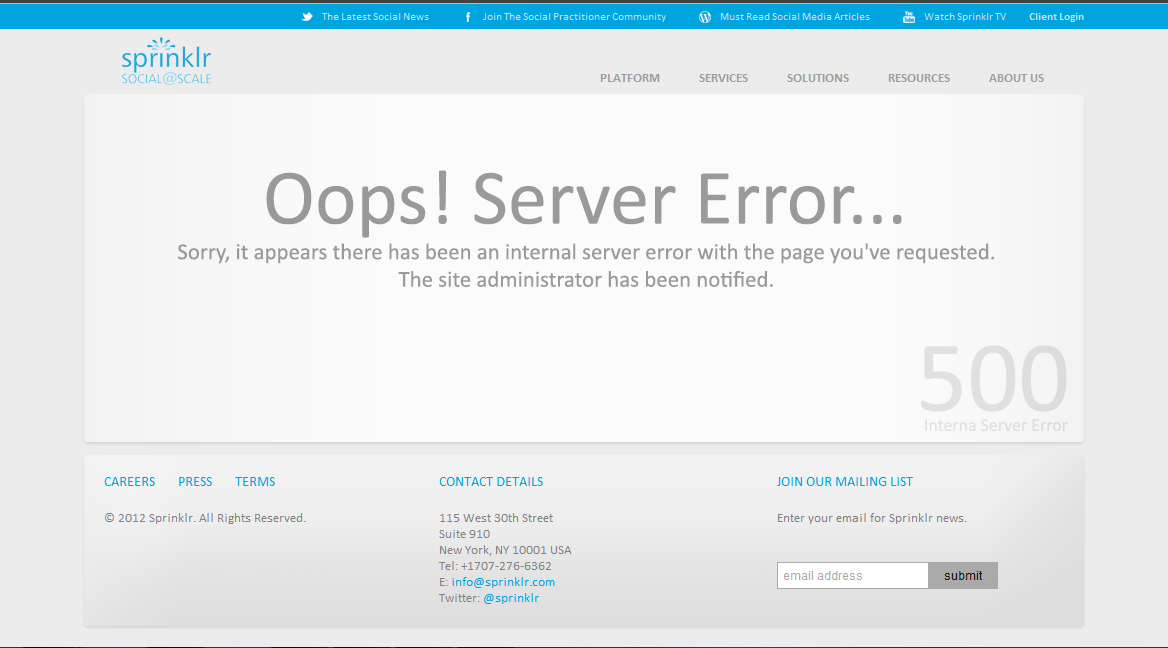 The Latest Social News Join The Social Practitioner Community Must Read Social Media Articles You Tube Watch Sprinklr TV Client Login
sprinklr
SOCIAL@SCALE
PLATFORM SERVICES SOLUTIONS RESOURCES ABOUT US
Oops! Server Error...
Sorry, it appears there has been an internal server error with the page you've requested.
The site administrator has been notified.
500
Interna Server Error
CAREERS PRESS TERMS
© 2012 Sprinklr. All Rights Reserved.
CONTACT DETAILS
115 West 30th Street
Suite 910
New York, NY 10001 USA
Tel: +1707-276-6362
E: info@sprinklr.com
Twitter: @sprinklr
JOIN OUR MAILING LIST
Enter your email for Sprinklr news.
email address submit